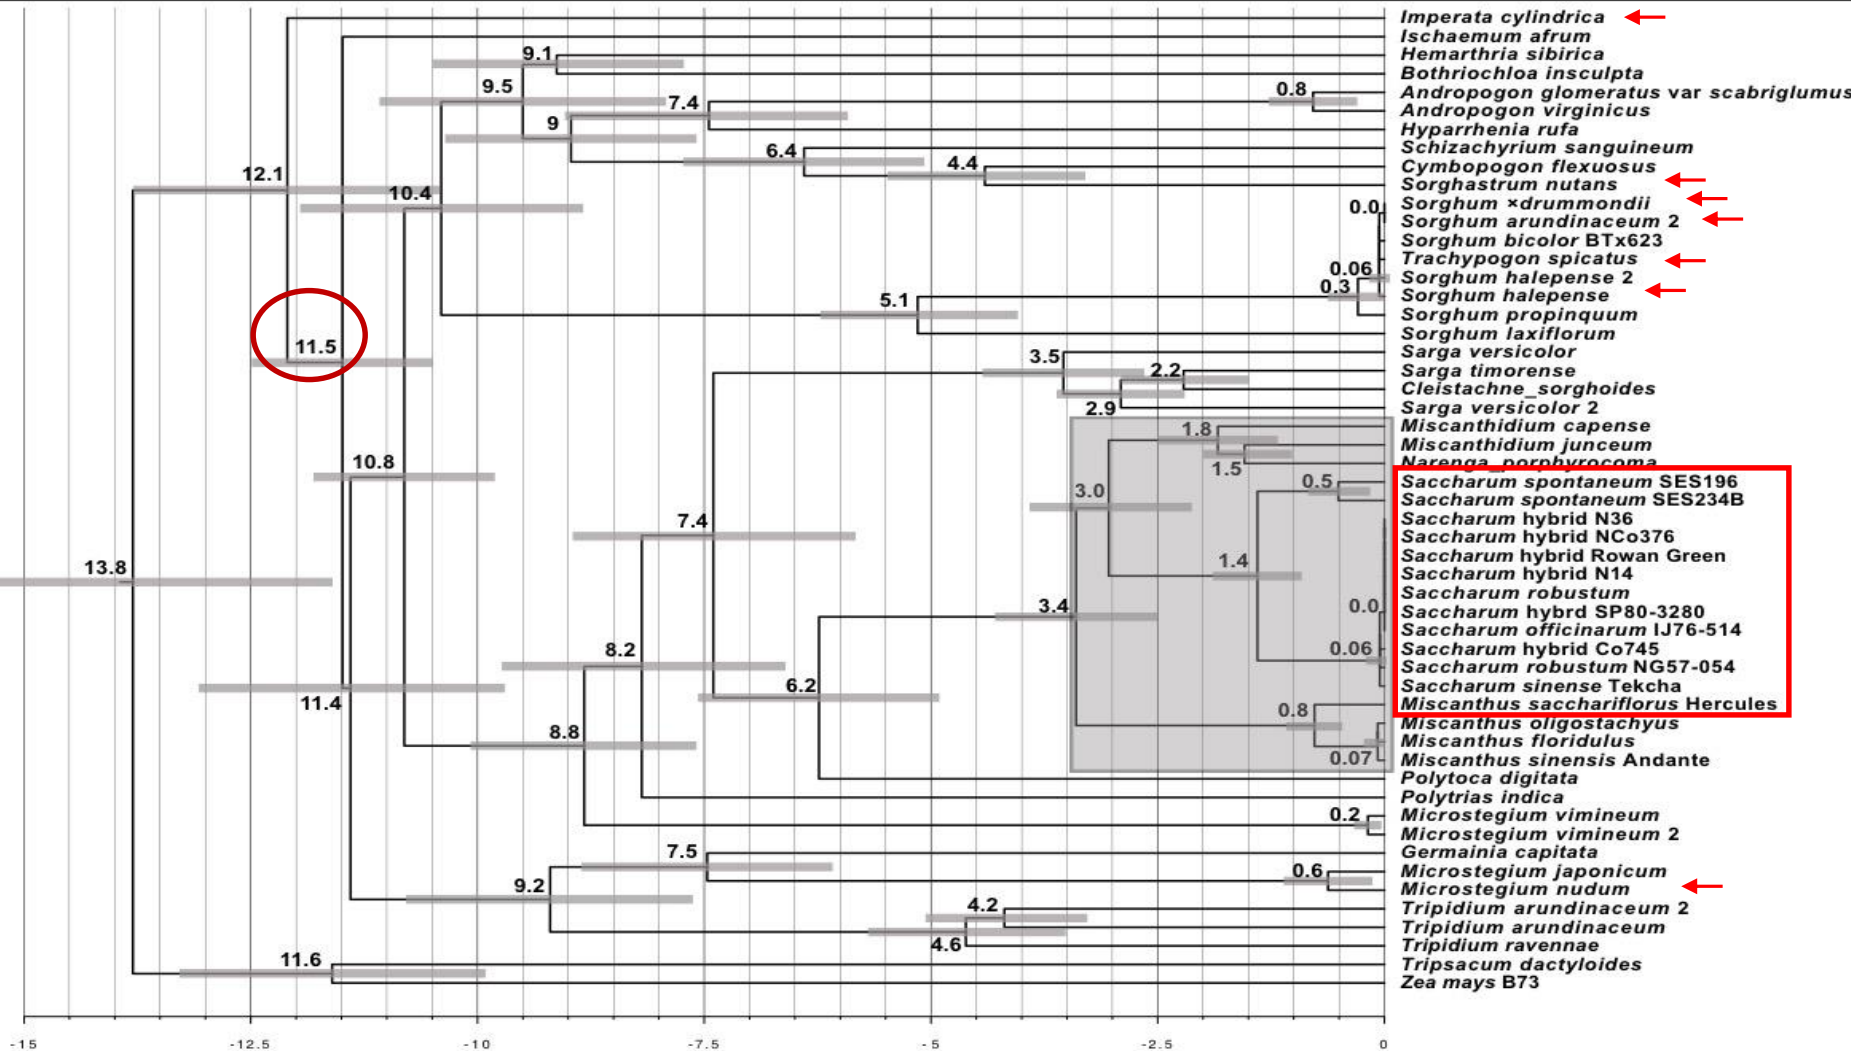 Imperata cylindrica
Ischaemum afrum
9.1 Hemarthria sibirica
Bothriochloa insculpta
9.5 0.8 Andropogon glomeratus var scabriglumus
7.4 Andropogon virginicus
9 Hyparrhenia rufa
6.4 Schizachyrium sanguineum
4.4 Cymbopogon flexuosus
12.1 Sorghastrum nutans
10.4 0.0 Sorghum ×drummondii
Sorghum arundinaceum 2
Sorghum bicolor BTx623
Trachypogon spicatus
0.06 Sorghum halepense 2
5.1 0.3 Sorghum halepense
Sorghum propinquum
Sorghum laxiflorum
11.5 3.5 Sarga versicolor
2.2 Sarga timorense
Cleistachne_sorghoides
2.9 Sarga versicolor 2
1.8 Miscanthidium capense
Miscanthidium junceum
10.8 1.5 Narenga_porphyrocoma
0.5 Saccharum spontaneum SES196
3.0 Saccharum spontaneum SES234B
7.4 Saccharum hybrid N36
Saccharum hybrid NCo376
Saccharum hybrid Rowan Green
13.8 1.4 Saccharum hybrid N14
Saccharum robustum
3.4 0.0 Saccharum hybrd SP80-3280
Saccharum officinarum IJ76-514
8.2 0.06 Saccharum hybrid Co745
Saccharum robustum NG57-054
6.2 Saccharum sinense Tekcha
11.4 0.8 Miscanthus sacchariflorus Hercules
Miscanthus oligostachyus
8.8 Miscanthus floridulus
0.07 Miscanthus sinensis Andante
Polytoca digitata
Polytrias indica
0.2 Microstegium vimineum
Microstegium vimineum 2
7.5 Germainia capitata
0.6 Microstegium japonicum
9.2 Microstegium nudum
4.2 Tripidium arundinaceum 2
Tripidium arundinaceum
4.6 Tripidium ravennae
11.6 Tripsacum dactyloides
Zea mays B73
-15 -12.5 -10 -7.5 -5 -2.5 0